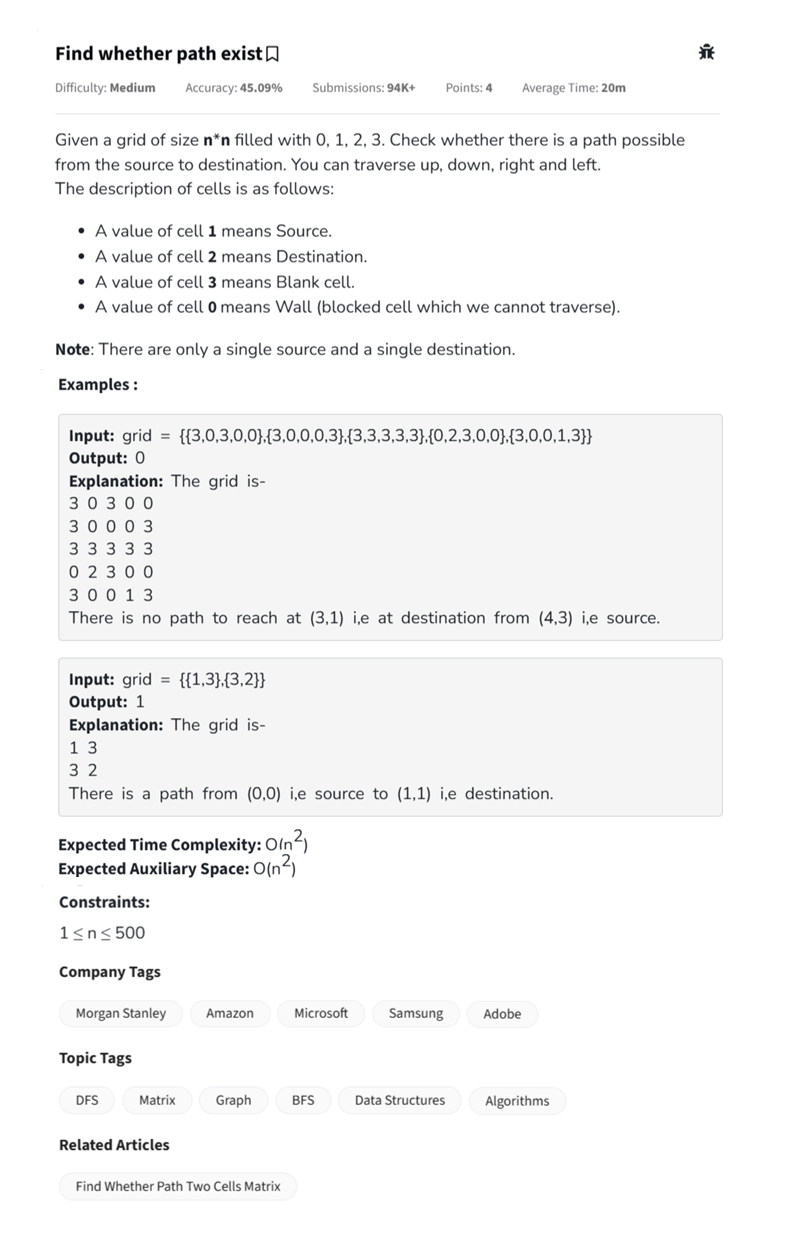 Find whether path exist
Difficulty: Medium Accuracy: 45.09% Submissions: 94K+ Points: 4 Average Time: 20m
Given a grid of size n*n filled with 0, 1, 2, 3. Check whether there is a path possible
from the source to destination. You can traverse up, down, right and left.
The description of cells is as follows:
• A value of cell 1 means Source.
• A value of cell 2 means Destination.
• A value of cell 3 means Blank cell.
• A value of cell 0 means Wall (blocked cell which we cannot traverse).
Note: There are only a single source and a single destination.
Examples :
Input: grid = {{3,0,3,0,0},{3,0,0,0,3},{3,3,3,3,3},{0,2,3,0,0},{3,0,0,1,3}}
Output: 0
Explanation: The grid is-
3 0 3 0 0
3 0 0 0 3
3 3 3 3 3
0 2 3 0 0
3 0 0 1 3
There is no path to reach at (3,1) i,e at destination from (4,3) i,e source.
Input: grid = {{1,3},{3,2}}
Output: 1
Explanation: The grid is-
1 3
3 2
There is a path from (0,0) i,e source to (1,1) i,e destination.
Expected Time Complexity: O(n²)
Expected Auxiliary Space: O(n²)
Constraints:
1 ≤ n ≤ 500
Company Tags
Morgan Stanley Amazon Microsoft Samsung Adobe
Topic Tags
DFS Matrix Graph BFS Data Structures Algorithms
Related Articles
Find Whether Path Two Cells Matrix